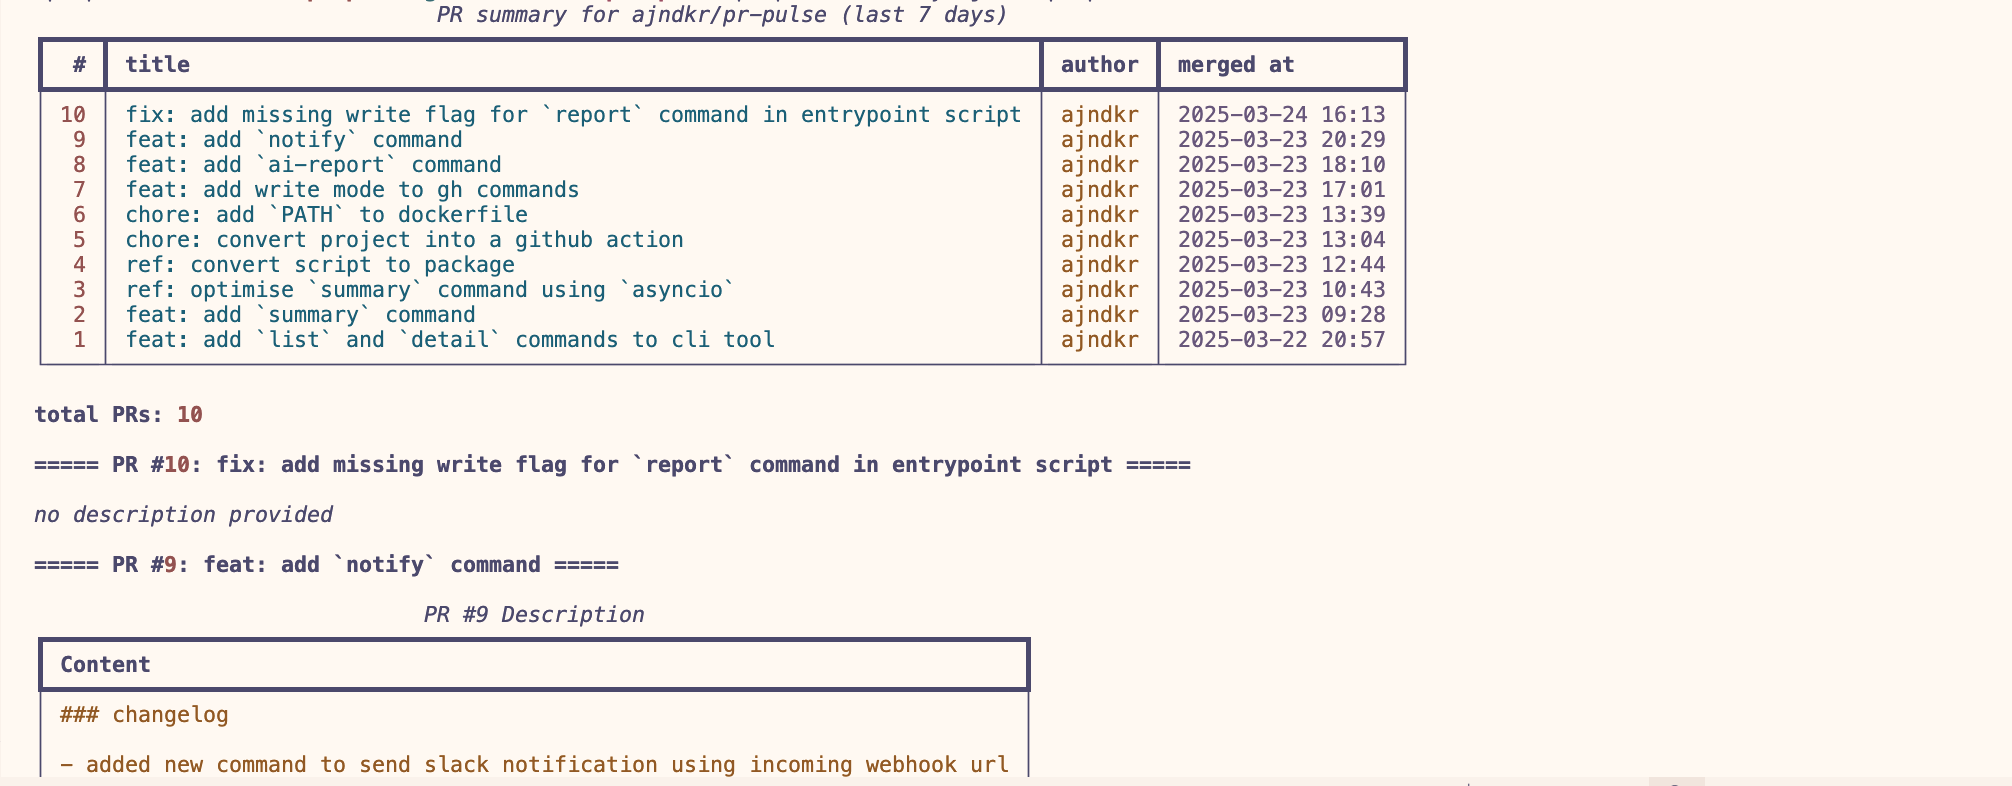 PR summary for ajndkr/pr-pulse (last 7 days)
# title author merged at
10 fix: add missing write flag for `report` command in entrypoint script ajndkr 2025-03-24 16:13
9 feat: add `notify` command ajndkr 2025-03-23 20:29
8 feat: add `ai-report` command ajndkr 2025-03-23 18:10
7 feat: add write mode to gh commands ajndkr 2025-03-23 17:01
6 chore: add `PATH` to dockerfile ajndkr 2025-03-23 13:39
5 chore: convert project into a github action ajndkr 2025-03-23 13:04
4 ref: convert script to package ajndkr 2025-03-23 12:44
3 ref: optimise `summary` command using `asyncio` ajndkr 2025-03-23 10:43
2 feat: add `summary` command ajndkr 2025-03-23 09:28
1 feat: add `list` and `detail` commands to cli tool ajndkr 2025-03-22 20:57
total PRs: 10
===== PR #10: fix: add missing write flag for `report` command in entrypoint script =====
no description provided
===== PR #9: feat: add `notify` command =====
PR #9 Description
Content
### changelog
- added new command to send slack notification using incoming webhook url